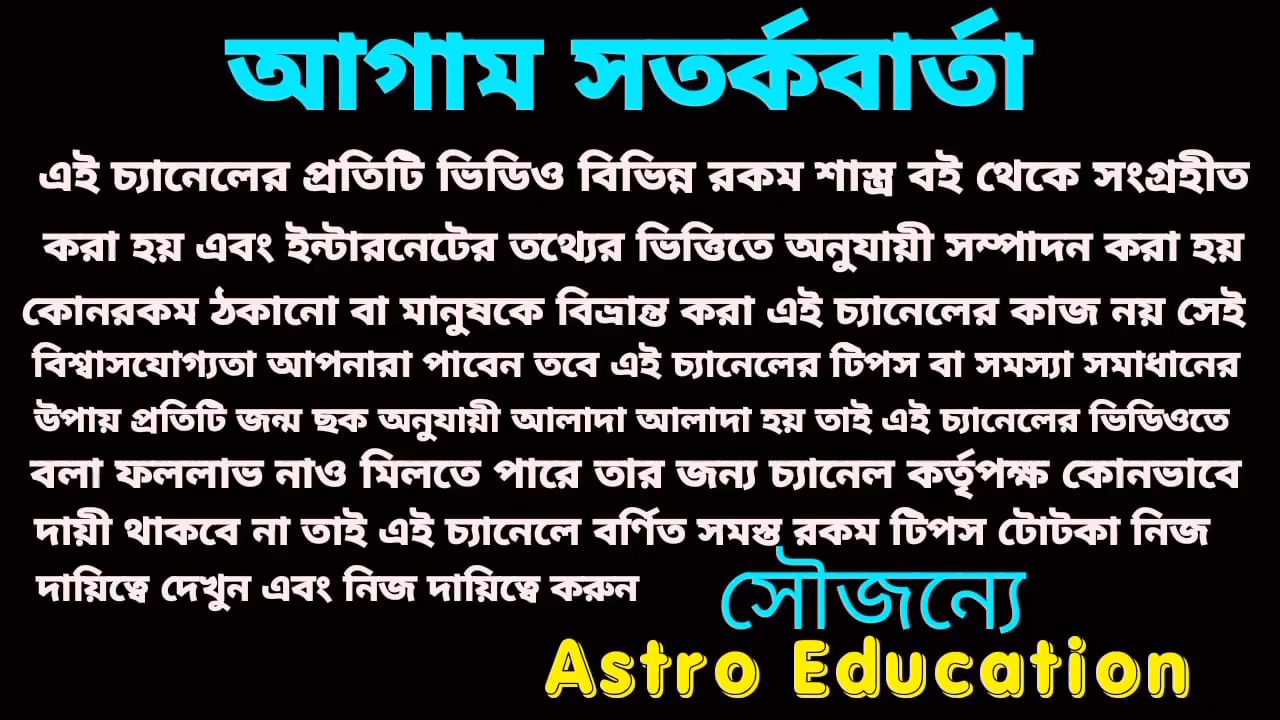 আগাম সতর্কবার্তা
এই চ্যানেলের প্রতিটি ভিডিও বিভিন্ন রকম শাস্ত্র বই থেকে সংগ্রহীত
করা হয় এবং ইন্টারনেটের তথ্যের ভিত্তিতে অনুযায়ী সম্পাদন করা হয়
কোনরকম ঠকানো বা মানুষকে বিভ্রান্ত করা এই চ্যানেলের কাজ নয় সেই
বিশ্বাসযোগ্যতা আপনারা পাবেন তবে এই চ্যানেলের টিপস বা সমস্যা সমাধানের
উপায় প্রতিটি জন্ম ছক অনুযায়ী আলাদা আলাদা হয় তাই এই চ্যানেলের ভিডিওতে
বলা ফললাভ নাও মিলতে পারে তার জন্য চ্যানেল কর্তৃপক্ষ কোনভাবে
দায়ী থাকবে না তাই এই চ্যানেলে বর্ণিত সমস্ত রকম টিপস টোটকা নিজ
দায়িত্বে দেখুন এবং নিজ দায়িত্বে করুন
সৌজন্যে
Astro Education